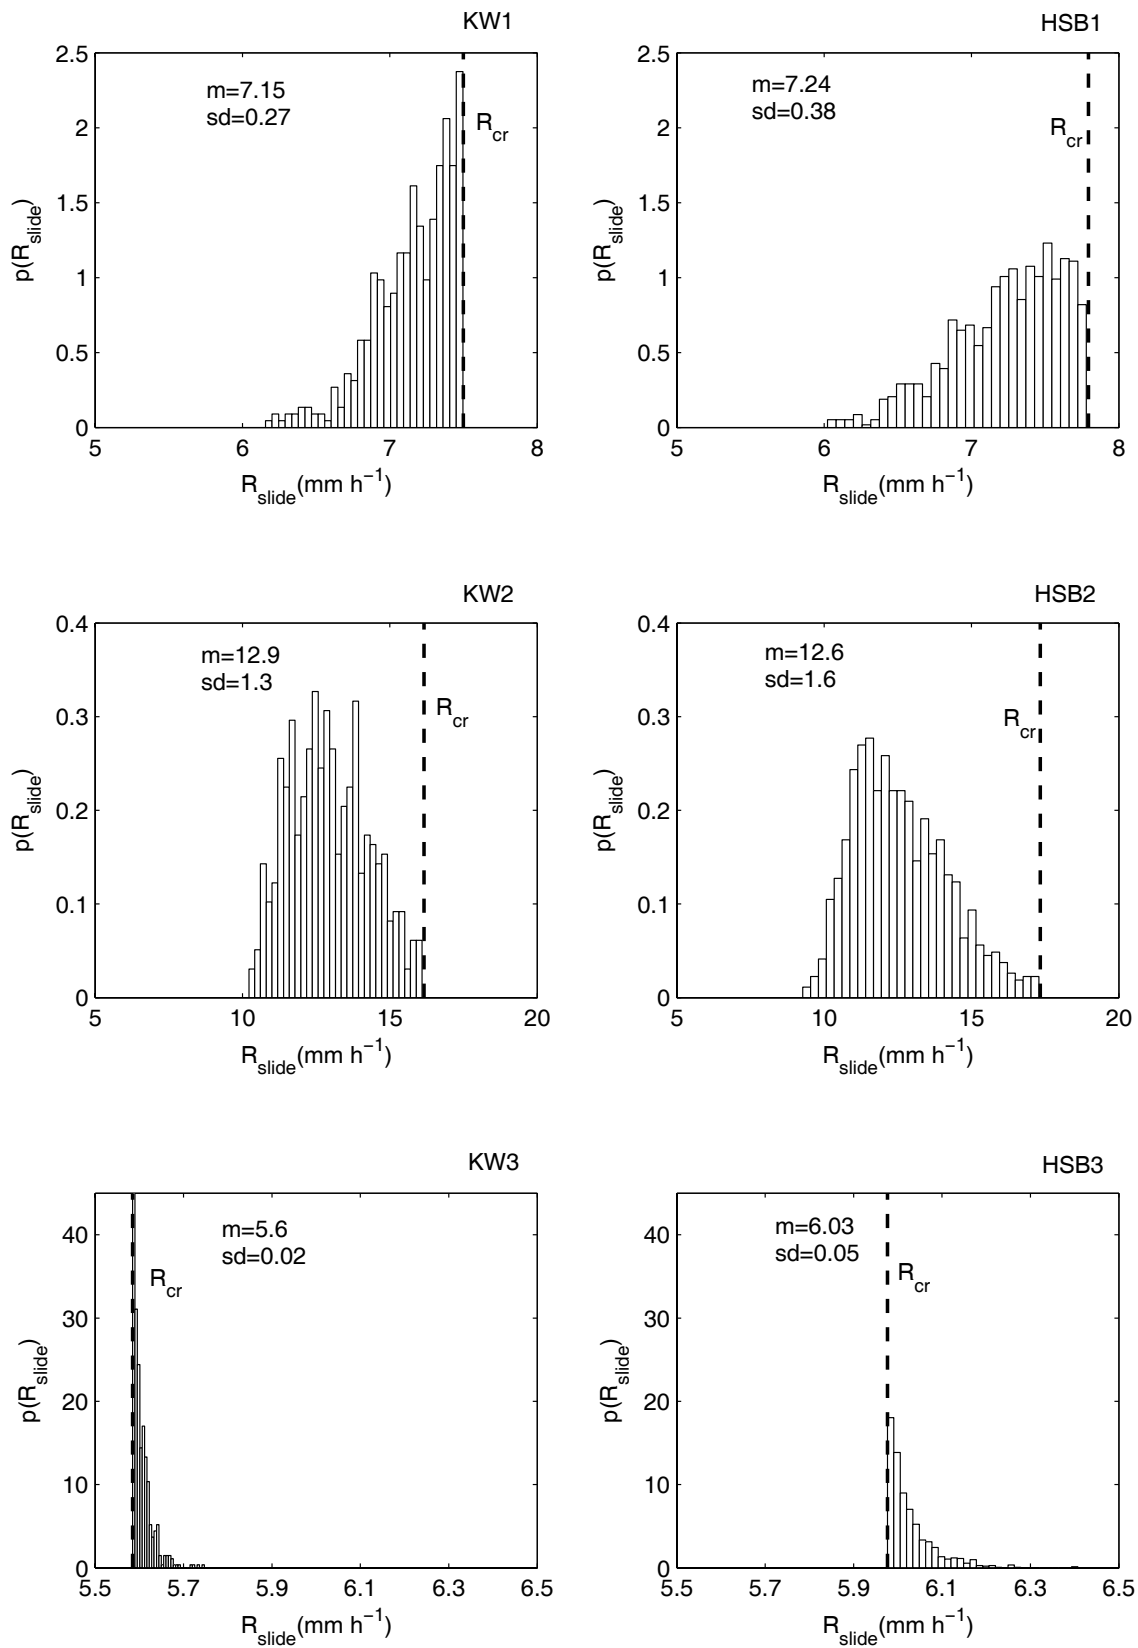 KW1
2.5
2
1.5
1
0.5
0
m=7.15
sd=0.27
R_cr
p(R_slide)
5 6 7 8
R_slide(mm h^−1)
HSB1
2.5
2
1.5
1
0.5
0
m=7.24
sd=0.38
R_cr
p(R_slide)
5 6 7 8
R_slide(mm h^−1)
KW2
0.4
0.3
0.2
0.1
0
m=12.9
sd=1.3
R_cr
p(R_slide)
5 10 15 20
R_slide(mm h^−1)
HSB2
0.4
0.3
0.2
0.1
0
m=12.6
sd=1.6
R_cr
p(R_slide)
5 10 15 20
R_slide(mm h^−1)
KW3
40
30
20
10
0
m=5.6
sd=0.02
R_cr
p(R_slide)
5.5 5.7 5.9 6.1 6.3 6.5
R_slide(mm h^−1)
HSB3
40
30
20
10
0
m=6.03
sd=0.05
R_cr
p(R_slide)
5.5 5.7 5.9 6.1 6.3 6.5
R_slide(mm h^−1)